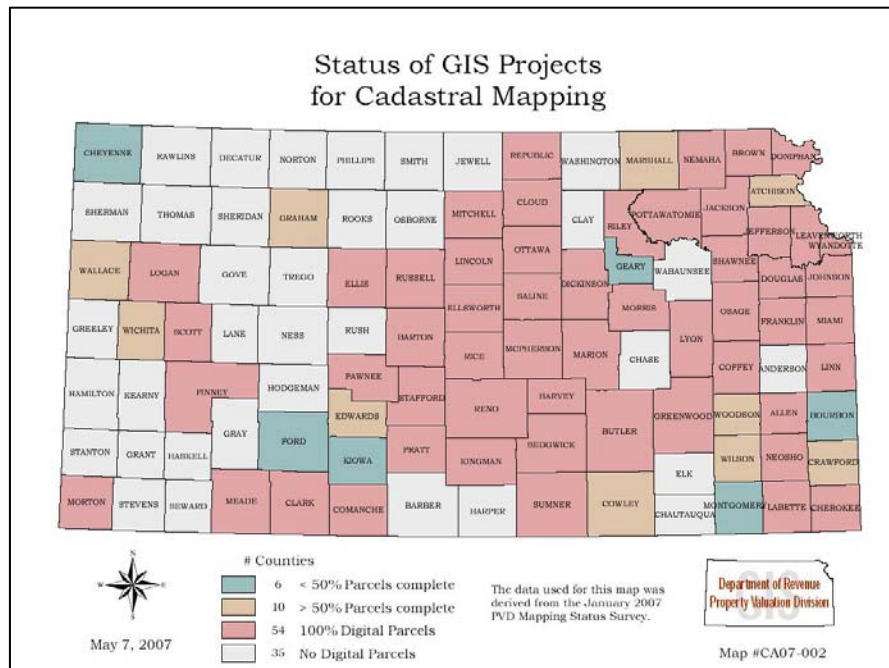 Status of GIS Projects
for Cadastral Mapping
CHEYENNE
RAWLINS
DECATUR
NORTON
PHILLIPS
SMITH
JEWELL
REPUBLIC
WASHINGTON
MARSHALL
NEMAHA
BROWN
DONIPHAN
SHERMAN
THOMAS
SHERIDAN
GRAHAM
ROOKS
OSBORNE
MITCHELL
CLOUD
CLAY
RILEY
POTTAWATOMIE
JACKSON
ATCHISON
JEFFERSON
LEAVENWORTH
WYANDOTTE
WALLACE
LOGAN
GOVE
TREGO
ELLIS
RUSSELL
LINCOLN
OTTAWA
SALINE
DICKINSON
GEARY
WABAUNSEE
SHAWNEE
DOUGLAS
JOHNSON
GREELEY
WICHITA
SCOTT
LANE
NESS
RUSH
BARTON
ELLSWORTH
RICE
MCPHERSON
MARION
MORRIS
CHASE
LYON
OSAGE
FRANKLIN
MIAMI
HAMILTON
KEARNY
FINNEY
HODGEMAN
PAWNEE
STAFFORD
RENO
HARVEY
COFFEY
ANDERSON
LINN
STANTON
GRANT
HASKELL
GRAY
FORD
EDWARDS
KIOWA
PRATT
KINGMAN
SEDGWICK
BUTLER
GREENWOOD
WOODSON
ALLEN
BOURBON
WILSON
NEOSHO
CRAWFORD
MORTON
STEVENS
SEWARD
MEADE
CLARK
COMANCHE
BARBER
HARPER
SUMNER
COWLEY
ELK
CHAUTAUQUA
MONTGOMERY
LABETTE
CHEROKEE
N
W
E
S
May 7, 2007
# Counties
6 < 50% Parcels complete
10 > 50% Parcels complete
54 100% Digital Parcels
35 No Digital Parcels
The data used for this map was
derived from the January 2007
PVD Mapping Status Survey.
GIS
Department of Revenue
Property Valuation Division
Map #CA07-002